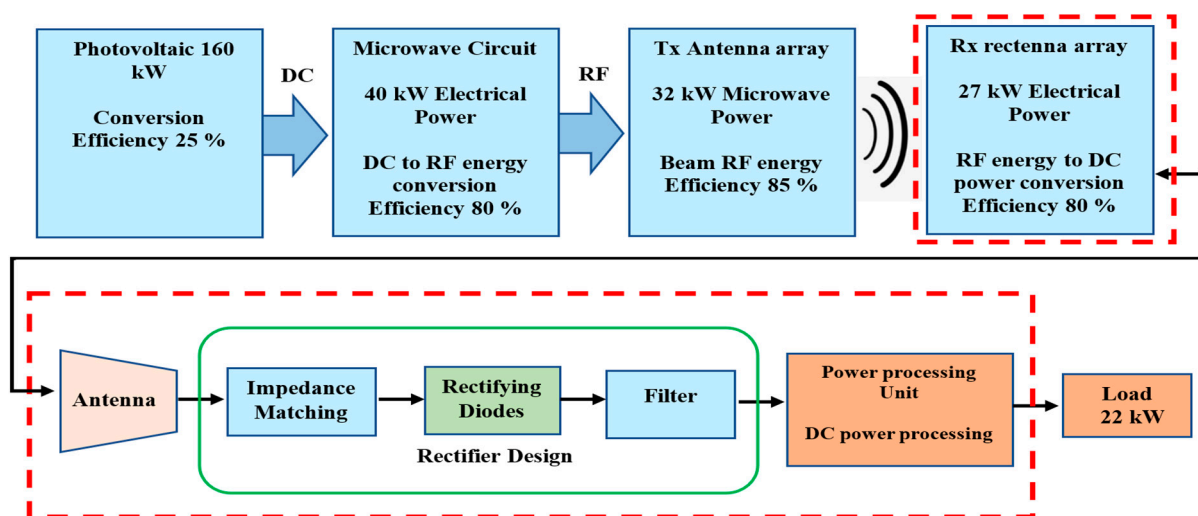 Photovoltaic 160
kW
Conversion
Efficiency 25 %
DC
Microwave Circuit
40 kW Electrical
Power
DC to RF energy
conversion
Efficiency 80 %
RF
Tx Antenna array
32 kW Microwave
Power
Beam RF energy
Efficiency 85 %
Rx rectenna array
27 kW Electrical
Power
RF energy to DC
power conversion
Efficiency 80 %
Antenna
Impedance
Matching
Rectifying
Diodes
Filter
Rectifier Design
Power processing
Unit
DC power processing
Load
22 kW